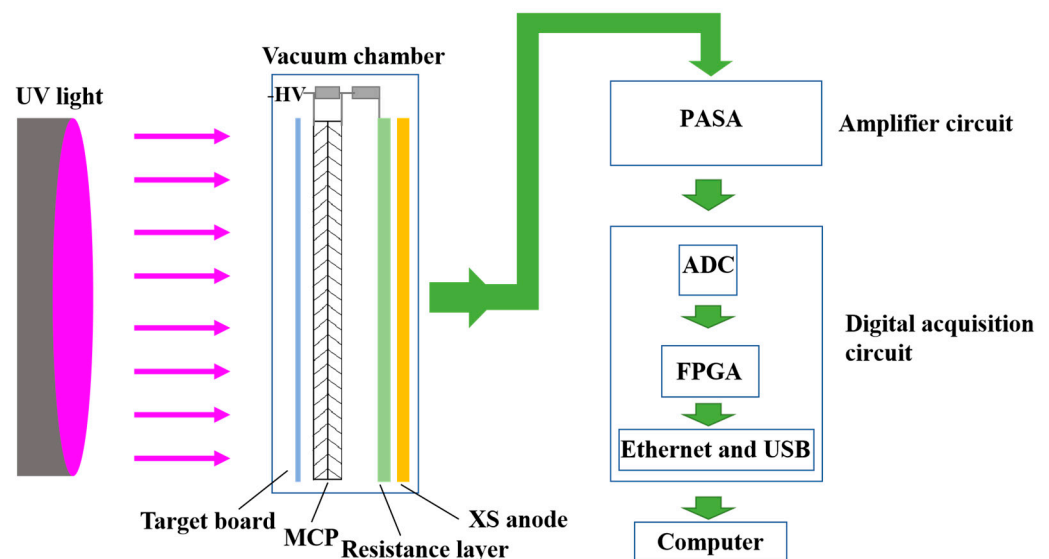 UV light
Vacuum chamber
-HV
Target board
MCP
Resistance layer
XS anode
PASA
Amplifier circuit
ADC
FPGA
Ethernet and USB
Digital acquisition
circuit
Computer